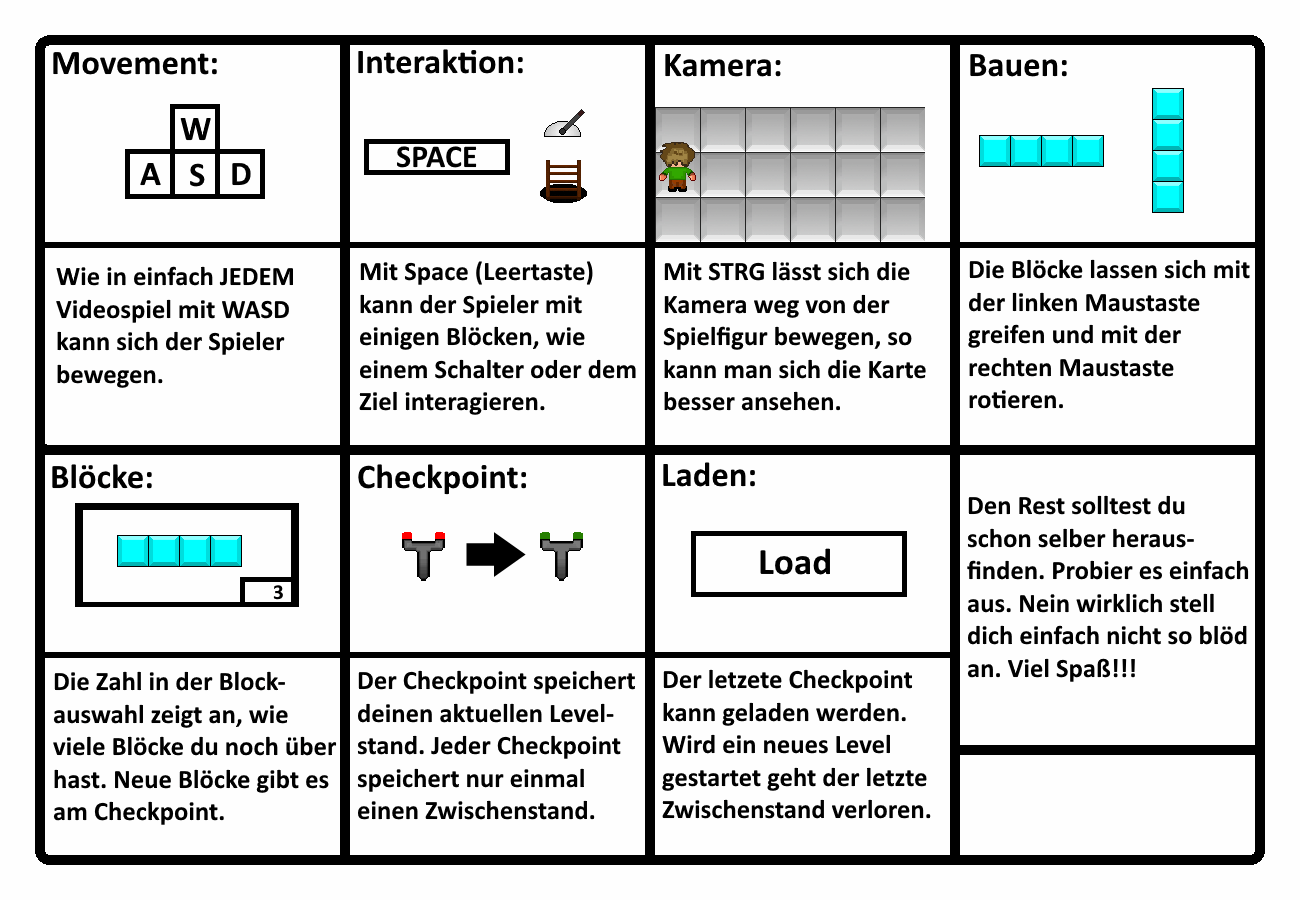 Movement:
W
A S D
Wie in einfach JEDEM
Videospiel mit WASD
kann sich der Spieler
bewegen.
Interaktion:
SPACE
Mit Space (Leertaste)
kann der Spieler mit
einigen Blöcken, wie
einem Schalter oder dem
Ziel interagieren.
Kamera:
Mit STRG lässt sich die
Kamera weg von der
Spielfigur bewegen, so
kann man sich die Karte
besser ansehen.
Bauen:
Die Blöcke lassen sich mit
der linken Maustaste
greifen und mit der
rechten Maustaste
rotieren.
Blöcke:
3
Die Zahl in der Block-
auswahl zeigt an, wie
viele Blöcke du noch über
hast. Neue Blöcke gibt es
am Checkpoint.
Checkpoint:
Der Checkpoint speichert
deinen aktuellen Level-
stand. Jeder Checkpoint
speichert nur einmal
einen Zwischenstand.
Laden:
Load
Der letzete Checkpoint
kann geladen werden.
Wird ein neues Level
gestartet geht der letzte
Zwischenstand verloren.
Den Rest solltest du
schon selber heraus-
finden. Probier es einfach
aus. Nein wirklich stell
dich einfach nicht so blöd
an. Viel Spaß!!!